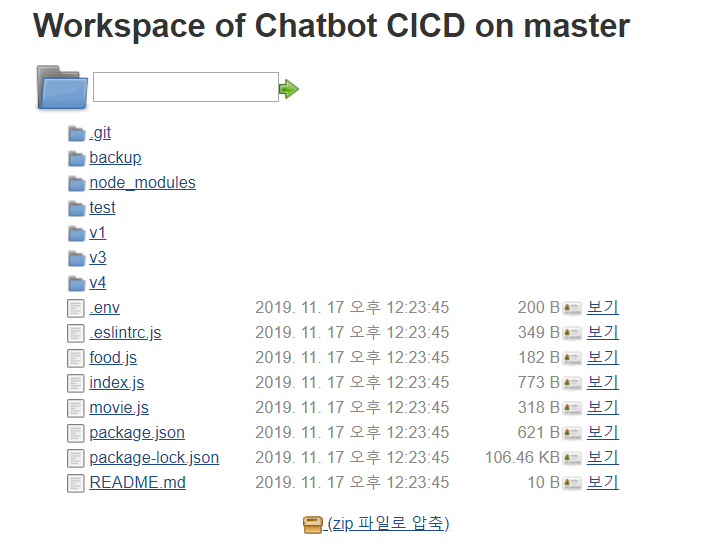 Workspace of Chatbot CICD on master
.git
backup
node_modules
test
v1
v3
v4
.env 2019. 11. 17 오후 12:23:45 200 B 보기
.eslintrc.js 2019. 11. 17 오후 12:23:45 349 B 보기
food.js 2019. 11. 17 오후 12:23:45 182 B 보기
index.js 2019. 11. 17 오후 12:23:45 773 B 보기
movie.js 2019. 11. 17 오후 12:23:45 318 B 보기
package.json 2019. 11. 17 오후 12:23:45 621 B 보기
package-lock.json 2019. 11. 17 오후 12:23:45 106.46 KB 보기
README.md 2019. 11. 17 오후 12:23:45 10 B 보기
(zip 파일로 압축)